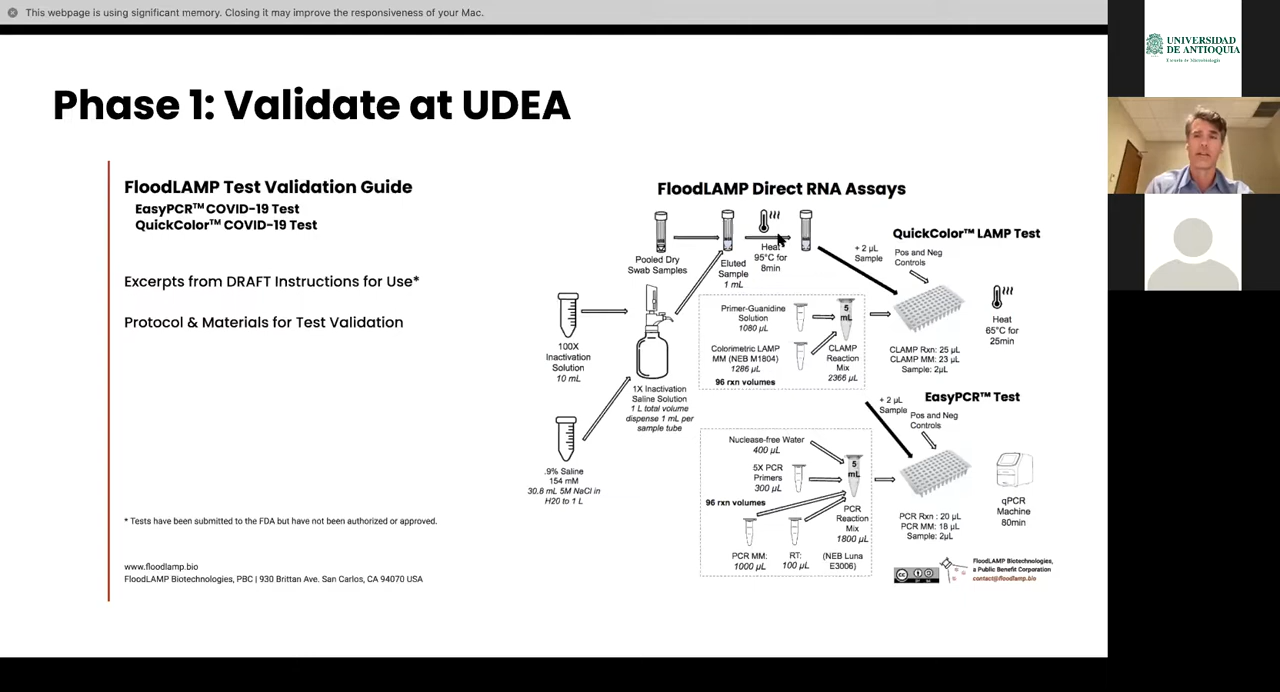 This webpage is using significant memory. Closing it may improve the responsiveness of your Mac.
UNIVERSIDAD
DE ANTIOQUIA
Escuela de Microbiología
Phase 1: Validate at UDEA
FloodLAMP Test Validation Guide
EasyPCR™ COVID-19 Test
QuickColor™ COVID-19 Test
Excerpts from DRAFT Instructions for Use*
Protocol & Materials for Test Validation
* Tests have been submitted to the FDA but have not been authorized or approved.
www.floodlamp.bio
FloodLAMP Biotechnologies, PBC | 930 Brittan Ave. San Carlos, CA 94070 USA
FloodLAMP Direct RNA Assays
Pooled Dry
Swab Samples
Eluted
Sample
1 mL
Heat
95°C for
8min
100X
Inactivation
Solution
10 mL
1X Inactivation
Saline Solution
1 L total volume
dispense 1 mL per
sample tube
.9% Saline
154 mM
30.8 mL 5M NaCl in
H20 to 1 L
QuickColor™ LAMP Test
+ 2 µL
Sample
Pos and Neg
Controls
Primer-Guanidine
Solution
1080 µL
Colorimetric LAMP
MM (NEB M1804)
1286 µL
96 rxn volumes
5
mL
CLAMP
Reaction
Mix
2366 µL
CLAMP Rxn: 25 µL
CLAMP MM: 23 µL
Sample: 2µL
Heat
65°C for
25min
EasyPCR™ Test
+ 2 µL
Sample
Pos and Neg
Controls
Nuclease-free Water
400 µL
5X PCR
Primers
300 µL
96 rxn volumes
5
mL
PCR
Reaction
Mix
1800 µL
PCR MM:
1000 µL
RT:
100 µL
(NEB Luna
E3006)
PCR Rxn : 20 µL
PCR MM: 18 µL
Sample: 2µL
qPCR
Machine
80min
cc
BY
SA
FloodLAMP Biotechnologies,
a Public Benefit Corporation
contact@floodlamp.bio